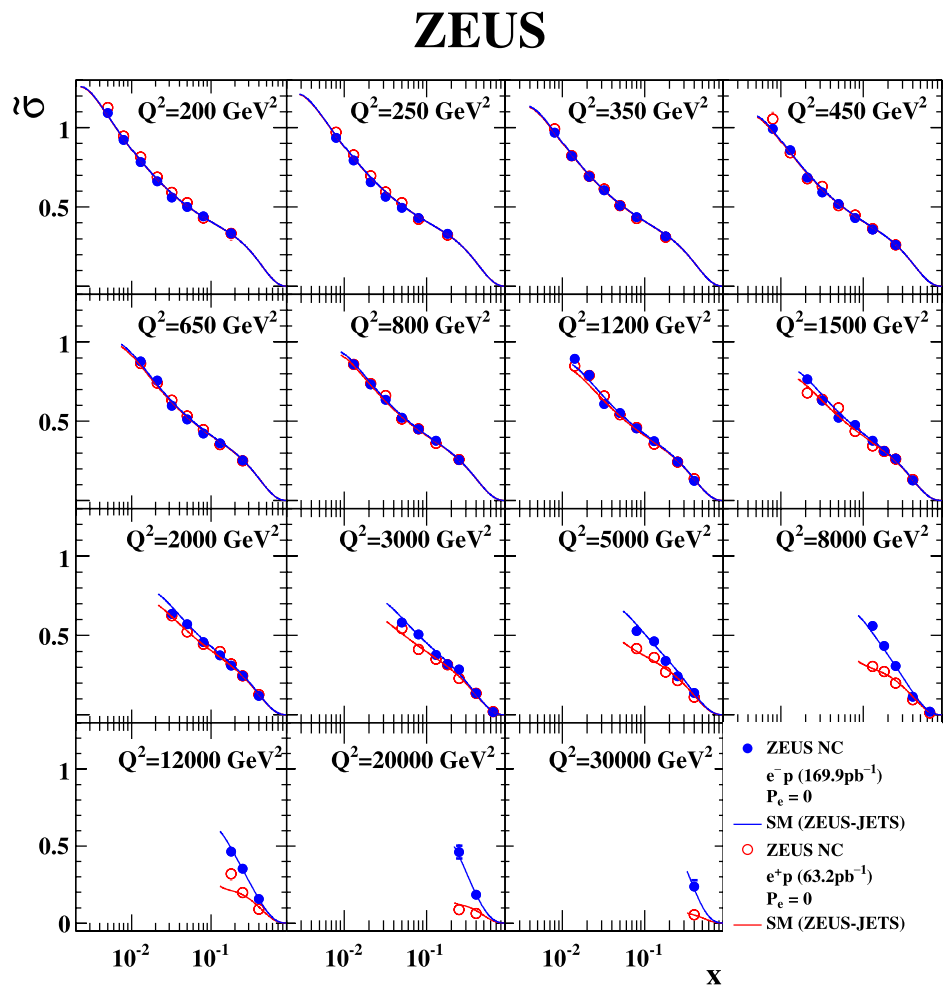 ZEUS
σ̃
Q²=200 GeV²
Q²=250 GeV²
Q²=350 GeV²
Q²=450 GeV²
1
0.5
Q²=650 GeV²
Q²=800 GeV²
Q²=1200 GeV²
Q²=1500 GeV²
1
0.5
0
Q²=2000 GeV²
Q²=3000 GeV²
Q²=5000 GeV²
Q²=8000 GeV²
1
0.5
0
Q²=12000 GeV²
Q²=20000 GeV²
Q²=30000 GeV²
1
0.5
0
10⁻² 10⁻¹
10⁻² 10⁻¹
10⁻² 10⁻¹
x
ZEUS NC
e⁻p (169.9pb⁻¹)
Pₑ = 0
SM (ZEUS-JETS)
ZEUS NC
e⁺p (63.2pb⁻¹)
Pₑ = 0
SM (ZEUS-JETS)